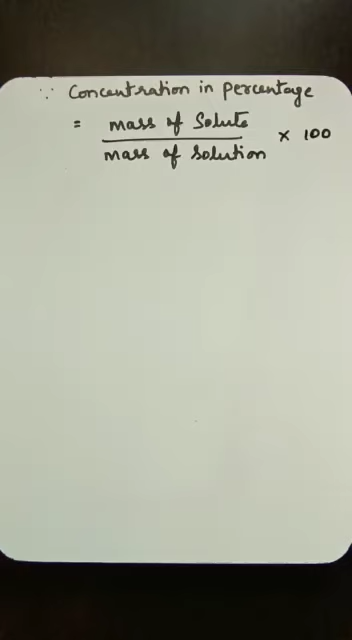 ∵ Concentration in percentage
= mass of Solute
mass of Solution × 100